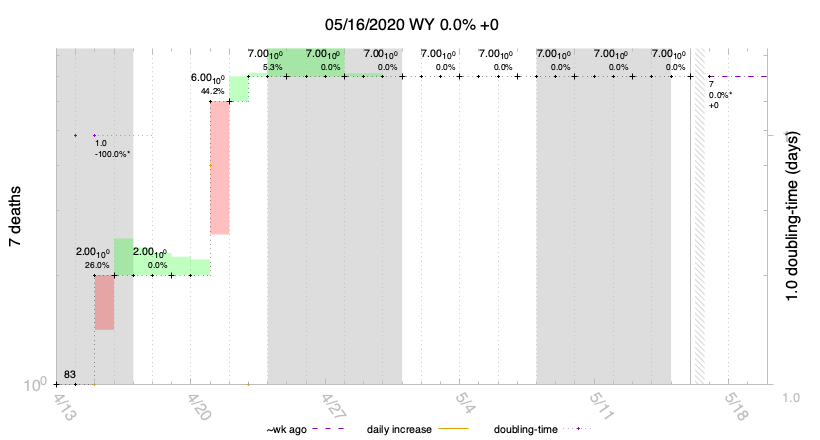 05/16/2020 WY 0.0% +0
7.0010⁰ 7.0010⁰ 7.0010⁰ 7.0010⁰ 7.0010⁰ 7.0010⁰ 7.0010⁰ 7.0010⁰
5.3% 0.0% 0.0% 0.0% 0.0% 0.0% 0.0% 0.0%
6.0010⁰
44.2%
7
0.0%*
+0
1.0
-100.0%*
2.0010⁰ 2.0010⁰
26.0% 0.0%
83
7 deaths
1.0 doubling-time (days)
10⁰
1.0
4/13 4/20 4/27 5/4 5/11 5/18
~wk ago daily increase doubling-time